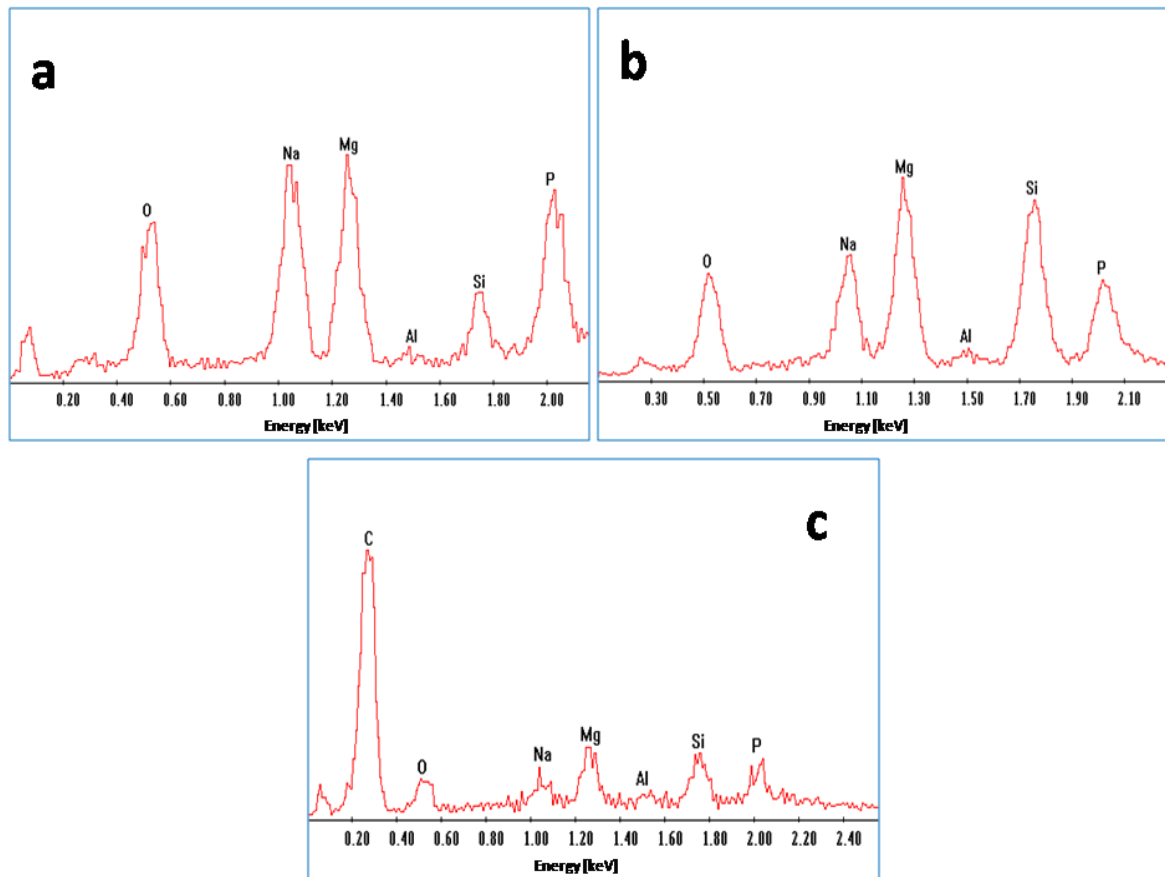 a
O
Na
Mg
Al
Si
P
0.20 0.40 0.60 0.80 1.00 1.20 1.40 1.60 1.80 2.00
Energy [keV]
b
O
Na
Mg
Al
Si
P
0.30 0.50 0.70 0.90 1.10 1.30 1.50 1.70 1.90 2.10
Energy [keV]
c
C
O
Na
Mg
Al
Si
P
0.20 0.40 0.60 0.80 1.00 1.20 1.40 1.60 1.80 2.00 2.20 2.40
Energy [keV]